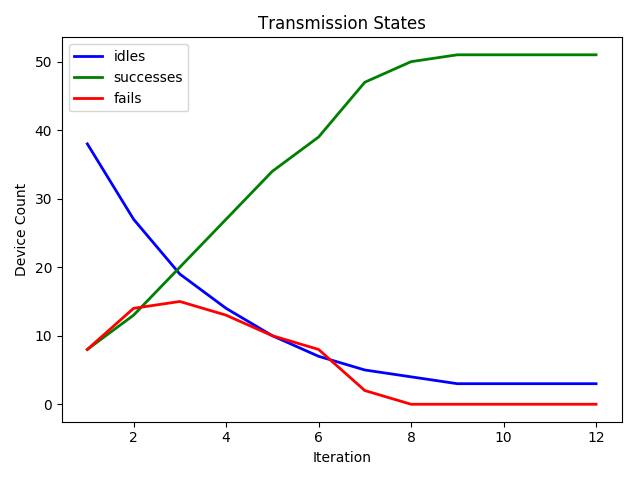 Transmission States
idles
successes
fails
50
40
30
20
10
0
Device Count
2 4 6 8 10 12
Iteration